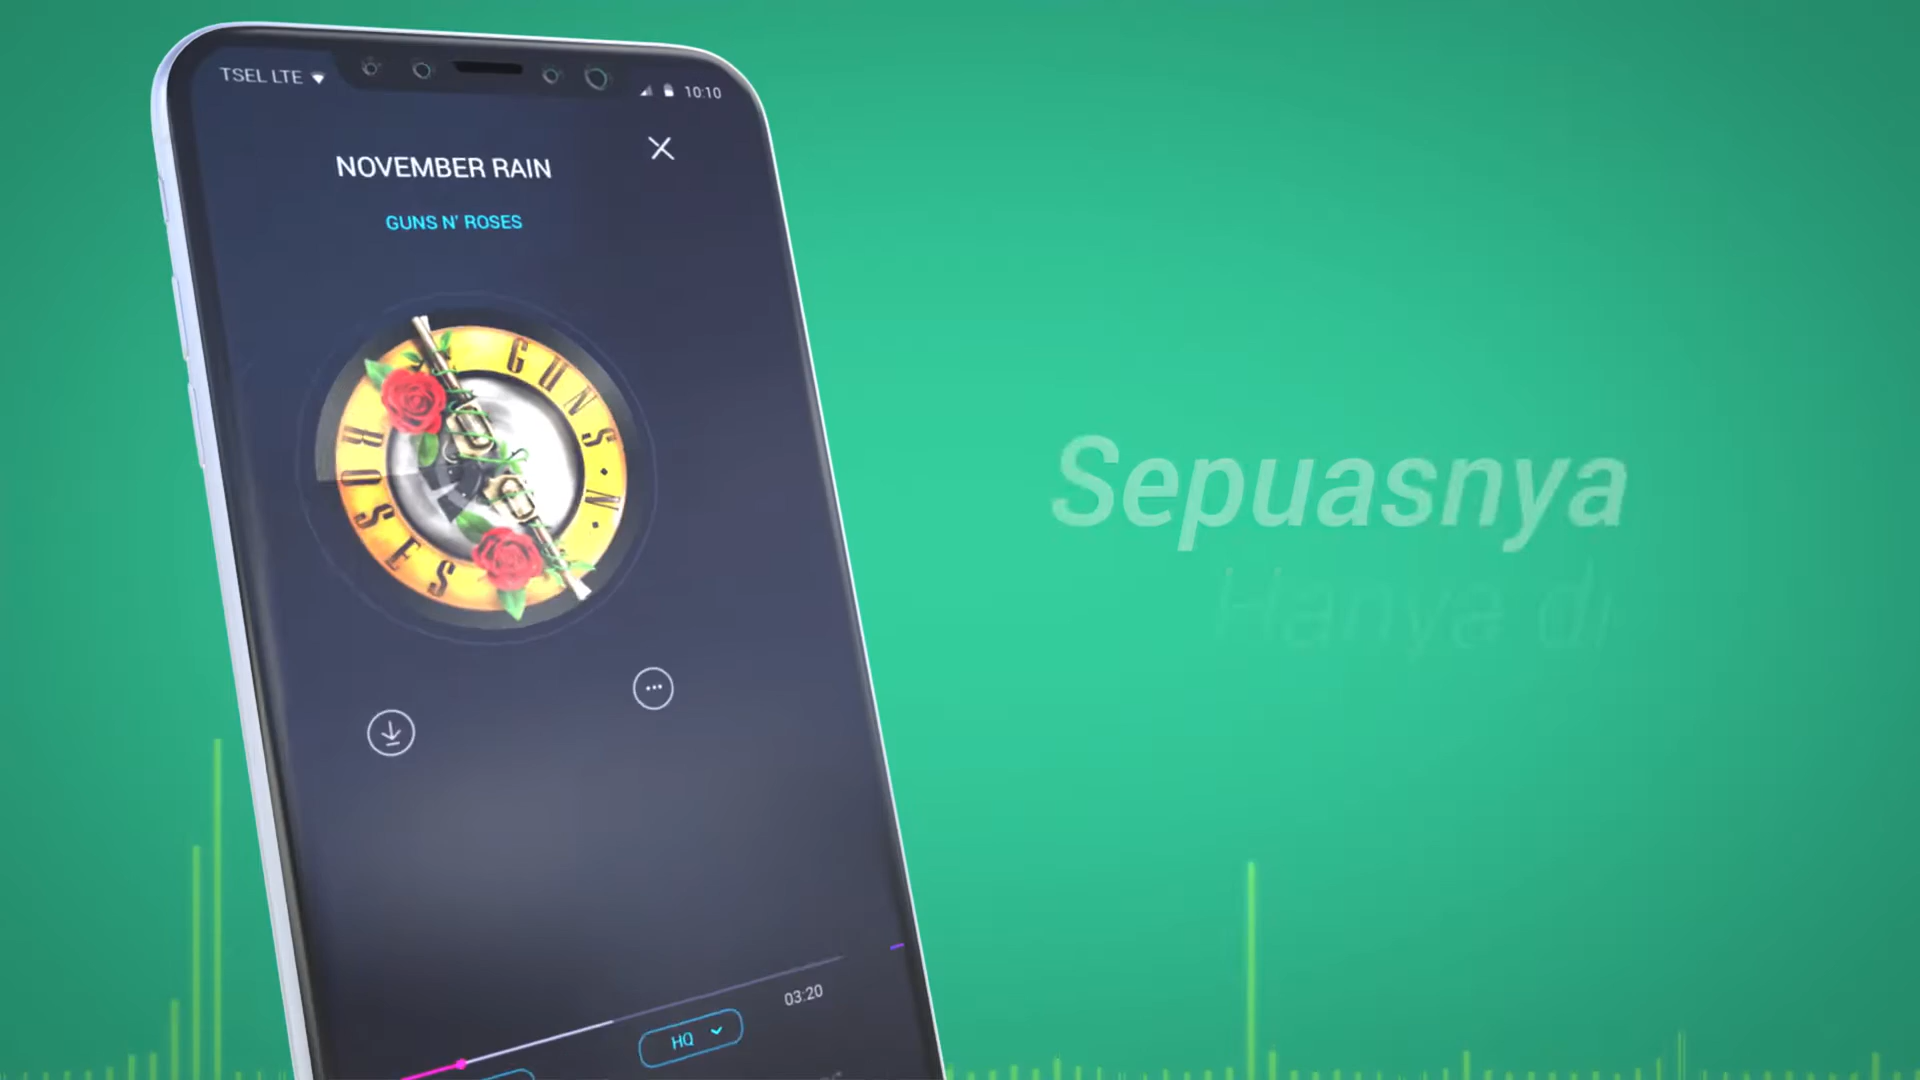 TSEL LTE
10:10
NOVEMBER RAIN
GUNS N' ROSES
GUNS • N • ROSES
Sepuasnya
Hanya di
03:20
HQ